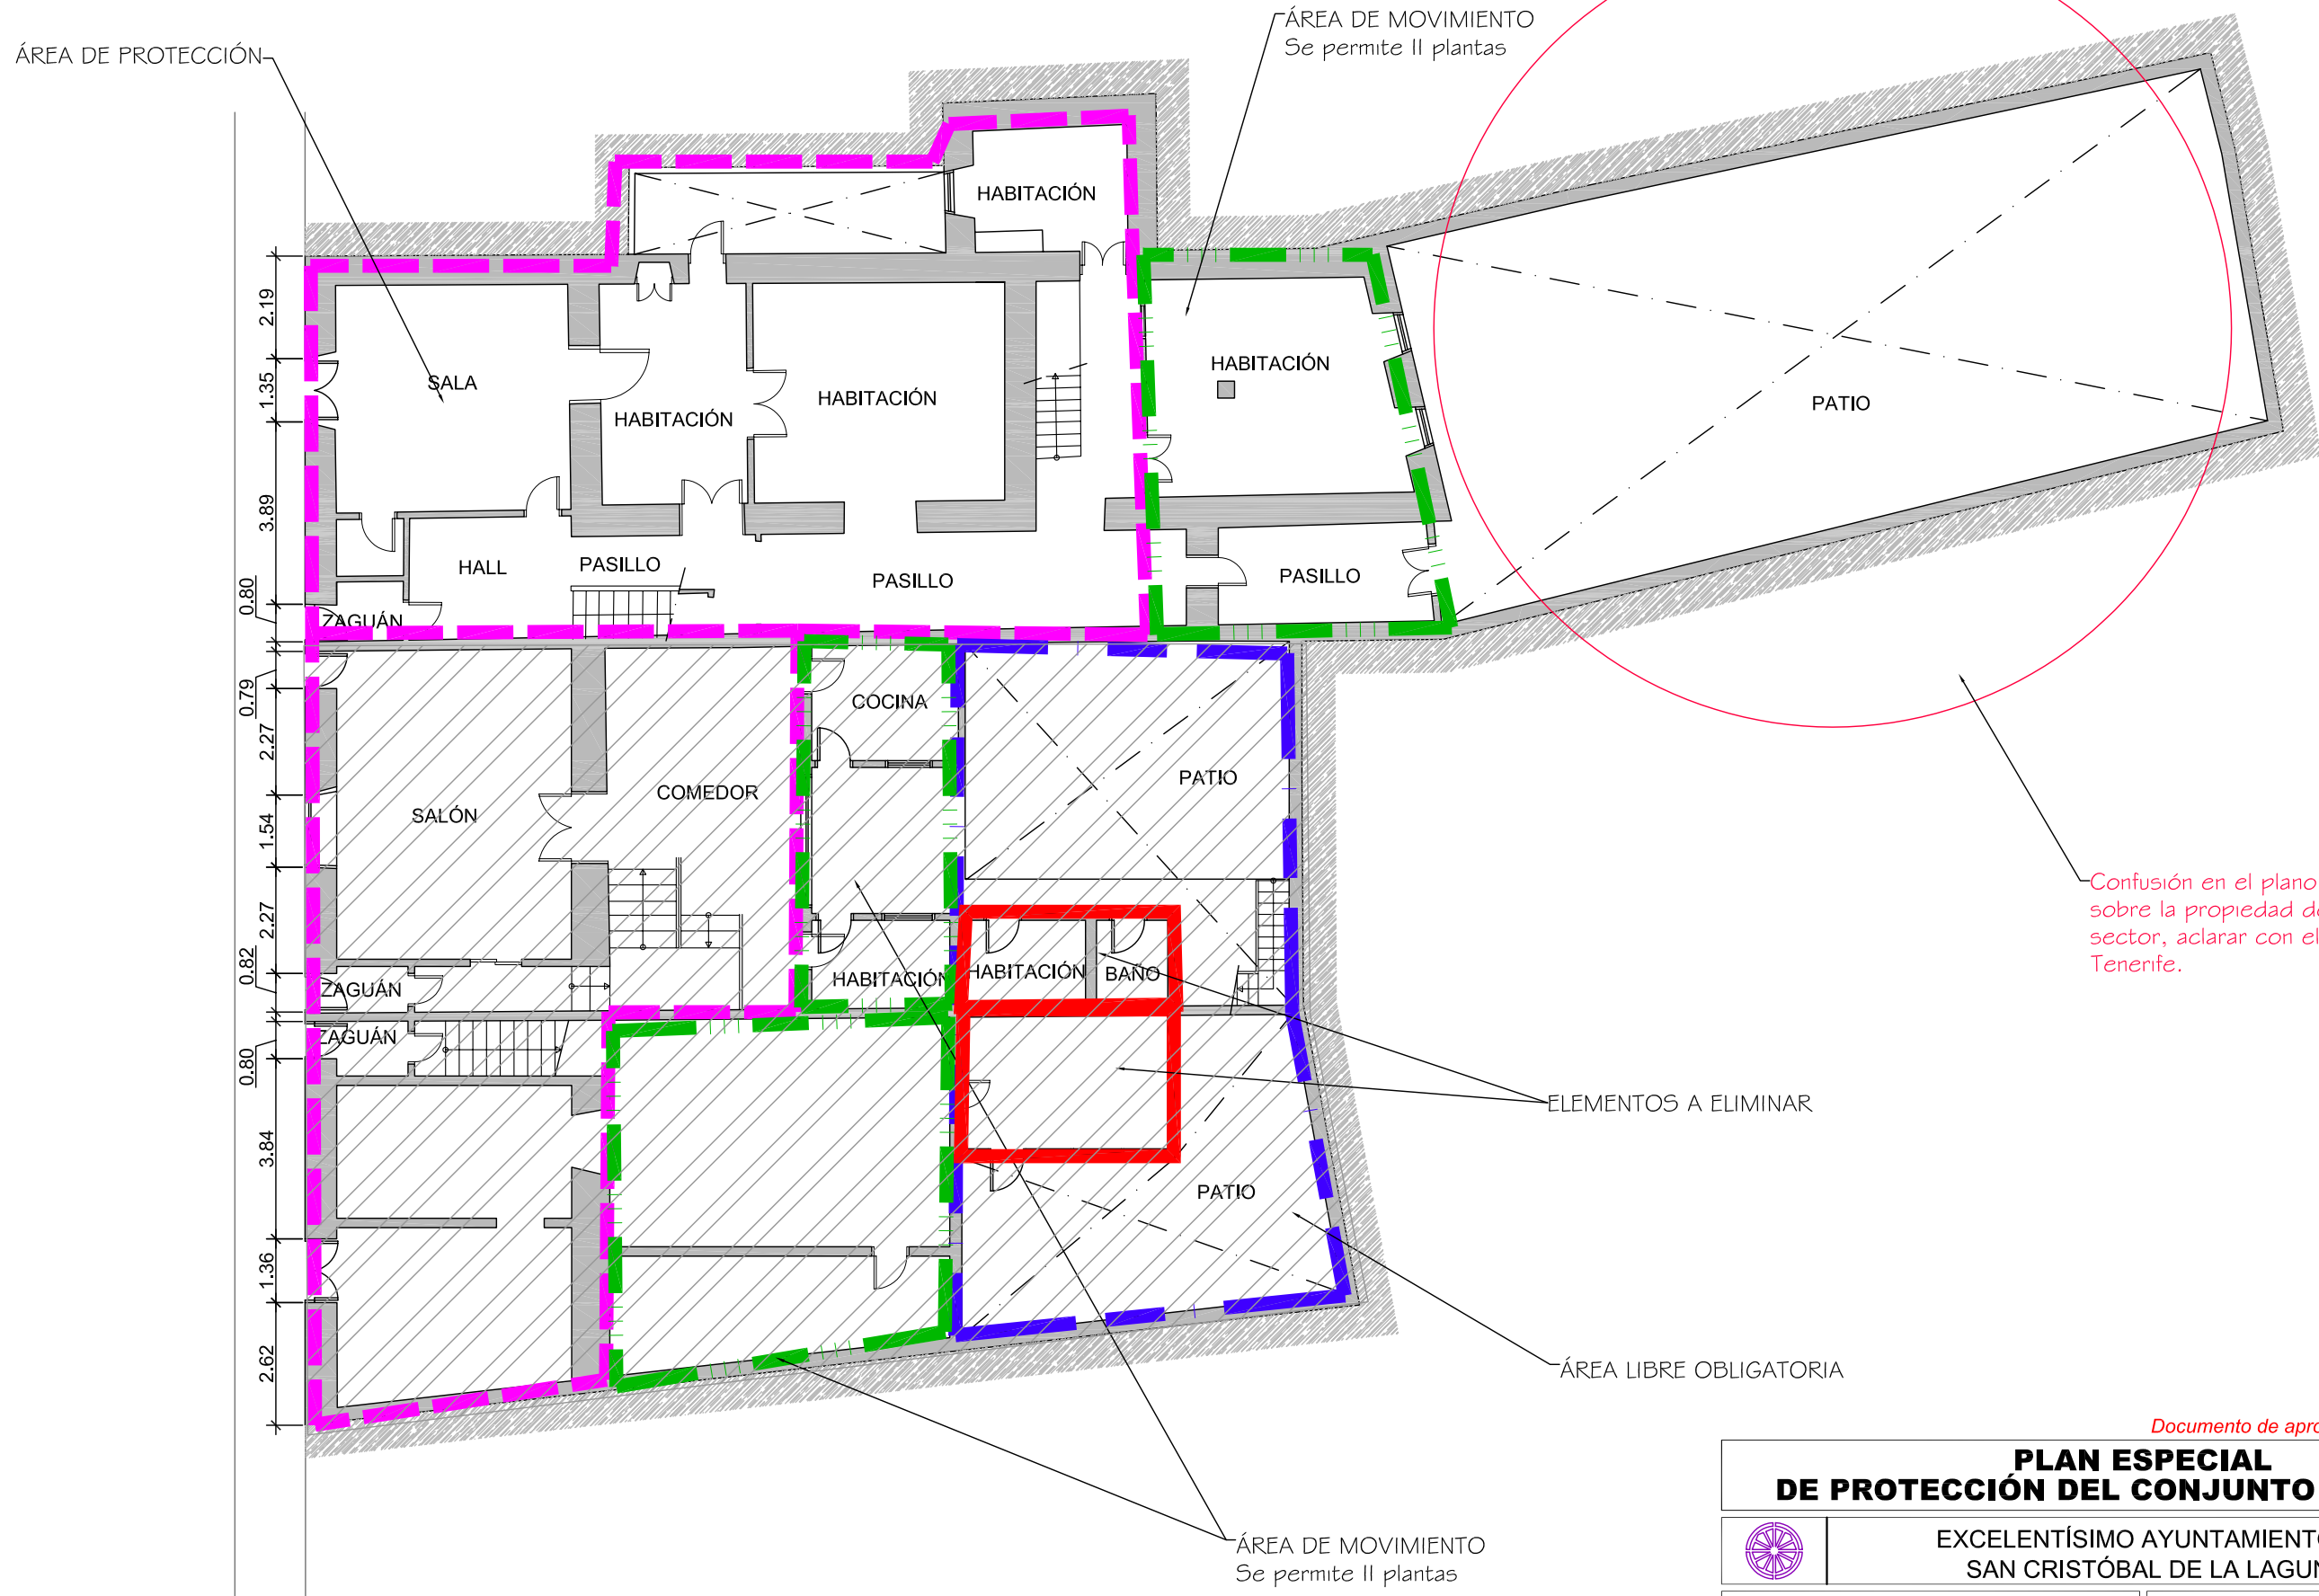 ÁREA DE PROTECCIÓN
ÁREA DE MOVIMIENTO
Se permite II plantas
HABITACIÓN
SALA
HABITACIÓN
HABITACIÓN
HABITACIÓN
PATIO
HALL
PASILLO
PASILLO
PASILLO
ZAGUÁN
2.19
1.35
3.89
0.80
0.79
2.27
1.54
2.27
0.82
0.80
3.84
1.36
2.62
COCINA
SALÓN
COMEDOR
PATIO
HABITACIÓN
HABITACIÓN
BAÑO
ZAGUÁN
ZAGUÁN
PATIO
Confusión en el plano
sobre la propiedad
sector, aclarar con el
Tenerife.
ELEMENTOS A ELIMINAR
ÁREA LIBRE OBLIGATORIA
ÁREA DE MOVIMIENTO
Se permite II plantas
Documento de
PLAN ESPECIAL
DE PROTECCIÓN DEL CONJUNTO
EXCELENTÍSIMO AYUNTAMIENTO
SAN CRISTÓBAL DE LA